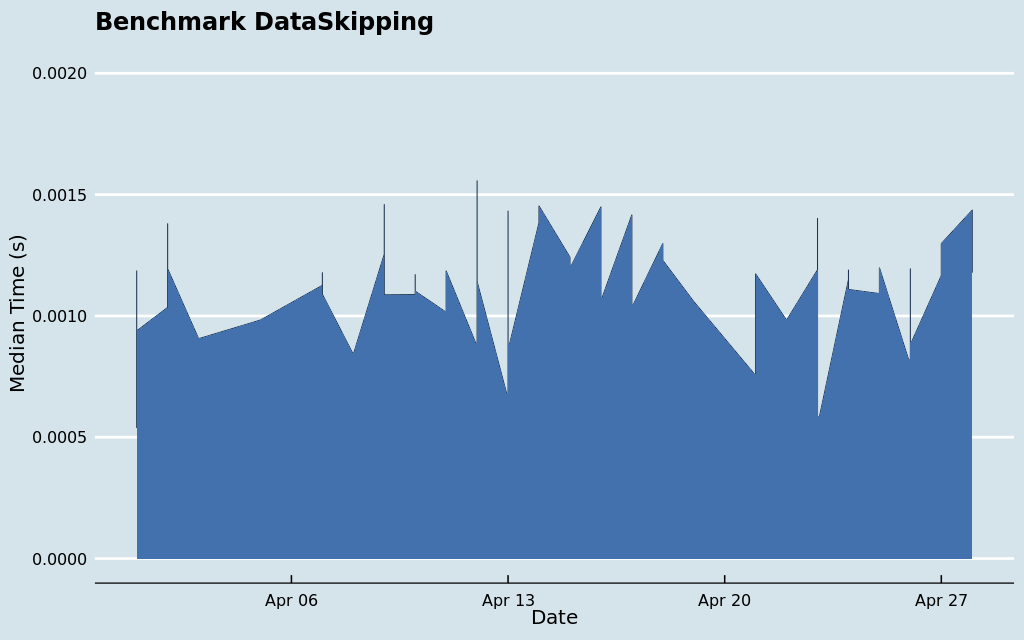 Benchmark DataSkipping
Median Time (s)
0.0020
0.0015
0.0010
0.0005
0.0000
Apr 06
Apr 13
Apr 20
Apr 27
Date